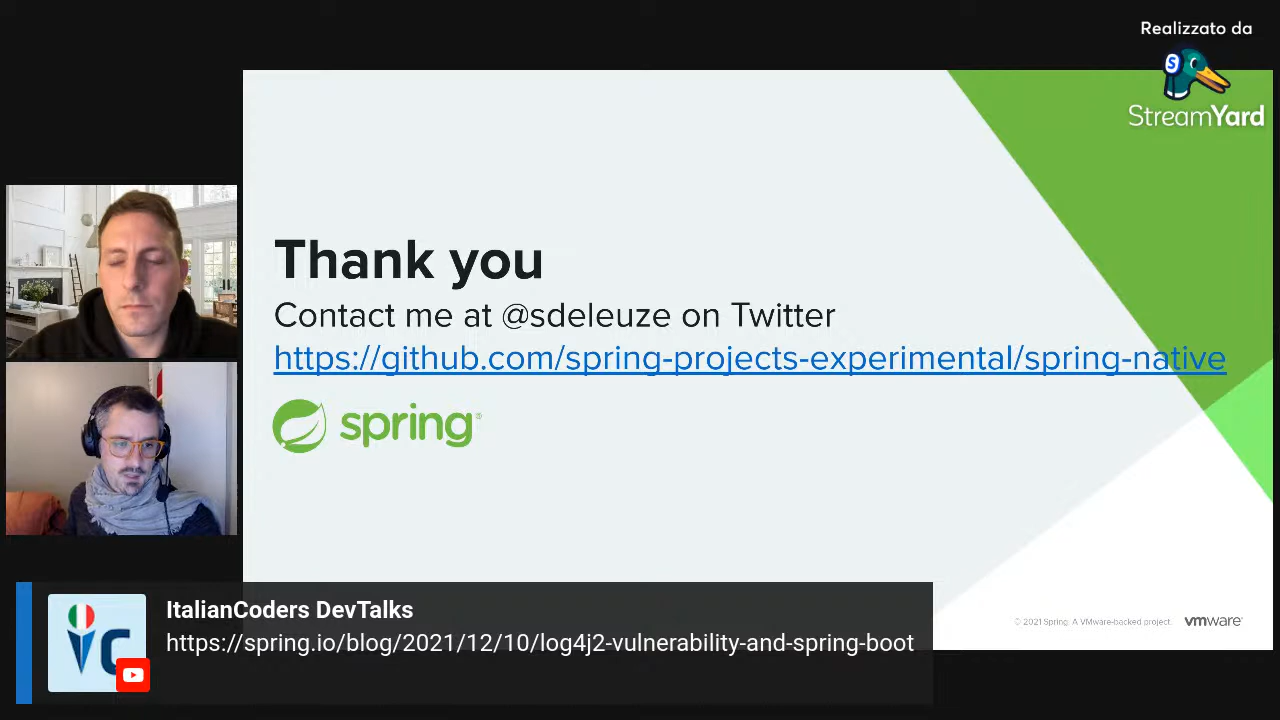 Realizzato da
StreamYard
Thank you
Contact me at @sdeleuze on Twitter
https://github.com/spring-projects-experimental/spring-native
spring®
© 2021 Spring. A VMware-backed project.
vmware®
ItalianCoders DevTalks
https://spring.io/blog/2021/12/10/log4j2-vulnerability-and-spring-boot